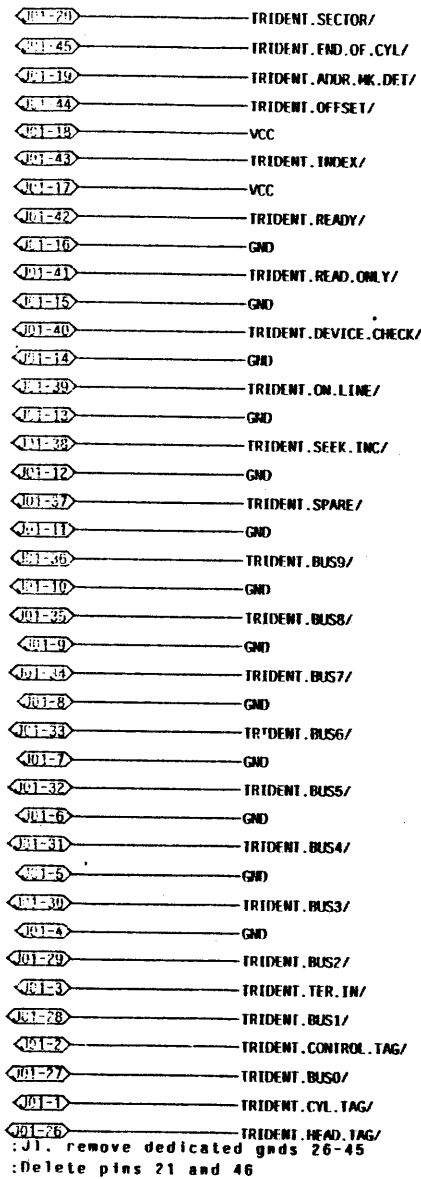 J01-20 TRIDENT.SECTOR/
J01-45 TRIDENT.END.OF.CYL/
J01-19 TRIDENT.ADDR.MK.DET/
J01-44 TRIDENT.OFFSET/
J01-18 VCC
J01-43 TRIDENT.INDEX/
J01-17 VCC
J01-42 TRIDENT.READY/
J01-16 GND
J01-41 TRIDENT.READ.ONLY/
J01-15 GND
J01-40 TRIDENT.DEVICE.CHECK/
J01-14 GND
J01-39 TRIDENT.ON.LINE/
J01-13 GND
J01-38 TRIDENT.SEEK.INC/
J01-12 GND
J01-37 TRIDENT.SPARE/
J01-11 GND
J01-36 TRIDENT.BUS9/
J01-10 GND
J01-35 TRIDENT.BUS8/
J01-9 GND
J01-34 TRIDENT.BUS7/
J01-8 GND
J01-33 TRIDENT.BUS6/
J01-7 GND
J01-32 TRIDENT.BUS5/
J01-6 GND
J01-31 TRIDENT.BUS4/
J01-5 GND
J01-30 TRIDENT.BUS3/
J01-4 GND
J01-29 TRIDENT.BUS2/
J01-3 TRIDENT.TER.IN/
J01-28 TRIDENT.BUS1/
J01-2 TRIDENT.CONTROL.TAG/
J01-27 TRIDENT.BUS0/
J01-1 TRIDENT.CYL.TAG/
J01-26 TRIDENT.HEAD.TAG/
:J1. remove dedicated gnds 26-45
:Delete pins 21 and 46